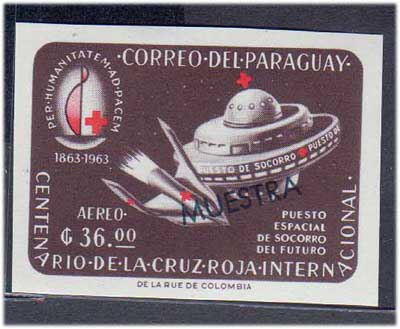 ·CORREO·DEL·PARAGUAY·
PER·HUMANITATEM·AD·PACEM
1863·1963
PUESTO DE SOCORRO
PUESTO DE
MUESTRA
AEREO·
₲ 36.00
PUESTO
ESPACIAL
DE SOCORRO
DEL FUTURO
CENTENARIO·DE·LA·CRUZ·ROJA·INTERNACIONAL·
DE LA RUE DE COLOMBIA